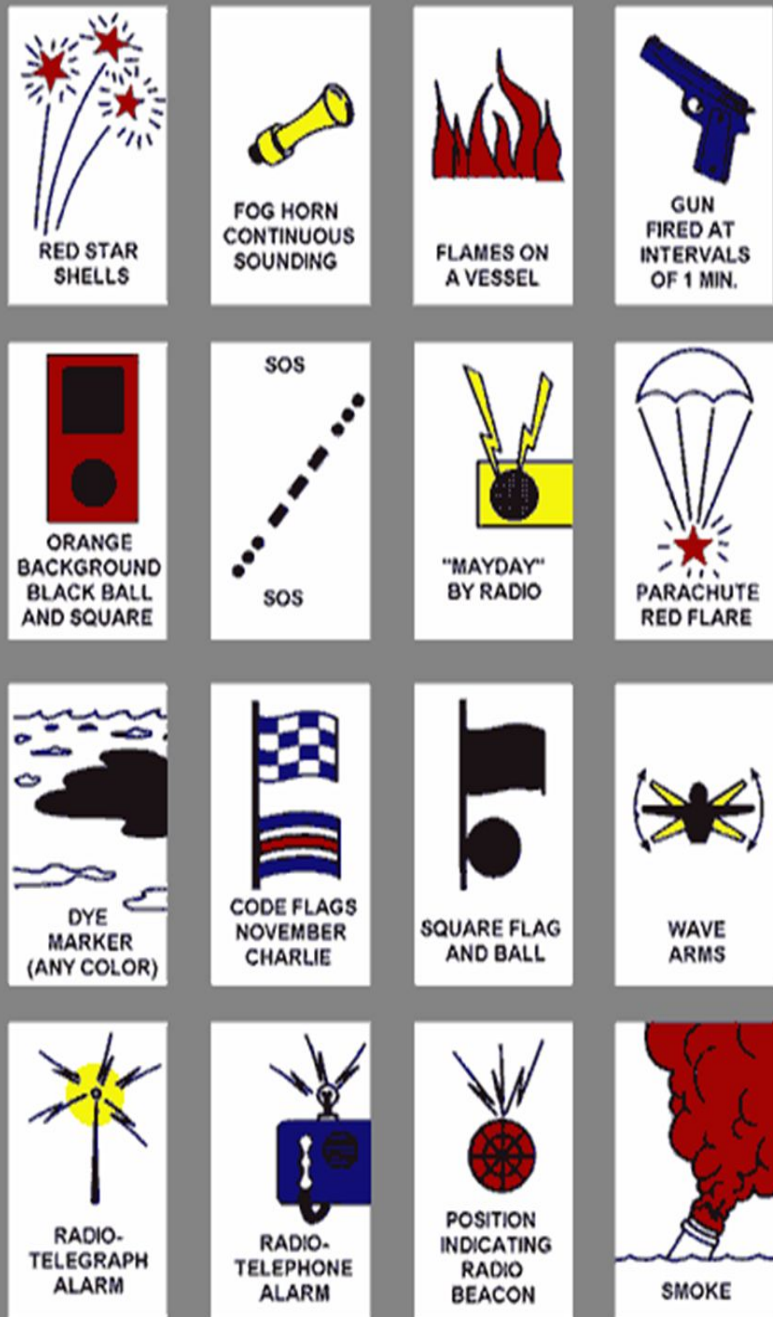 RED STAR
SHELLS
FOG HORN
CONTINUOUS
SOUNDING
FLAMES ON
A VESSEL
GUN
FIRED AT
INTERVALS
OF 1 MIN.
ORANGE
BACKGROUND
BLACK BALL
AND SQUARE
SOS
SOS
"MAYDAY"
BY RADIO
PARACHUTE
RED FLARE
DYE
MARKER
(ANY COLOR)
CODE FLAGS
NOVEMBER
CHARLIE
SQUARE FLAG
AND BALL
WAVE
ARMS
RADIO-
TELEGRAPH
ALARM
RADIO-
TELEPHONE
ALARM
POSITION
INDICATING
RADIO
BEACON
SMOKE